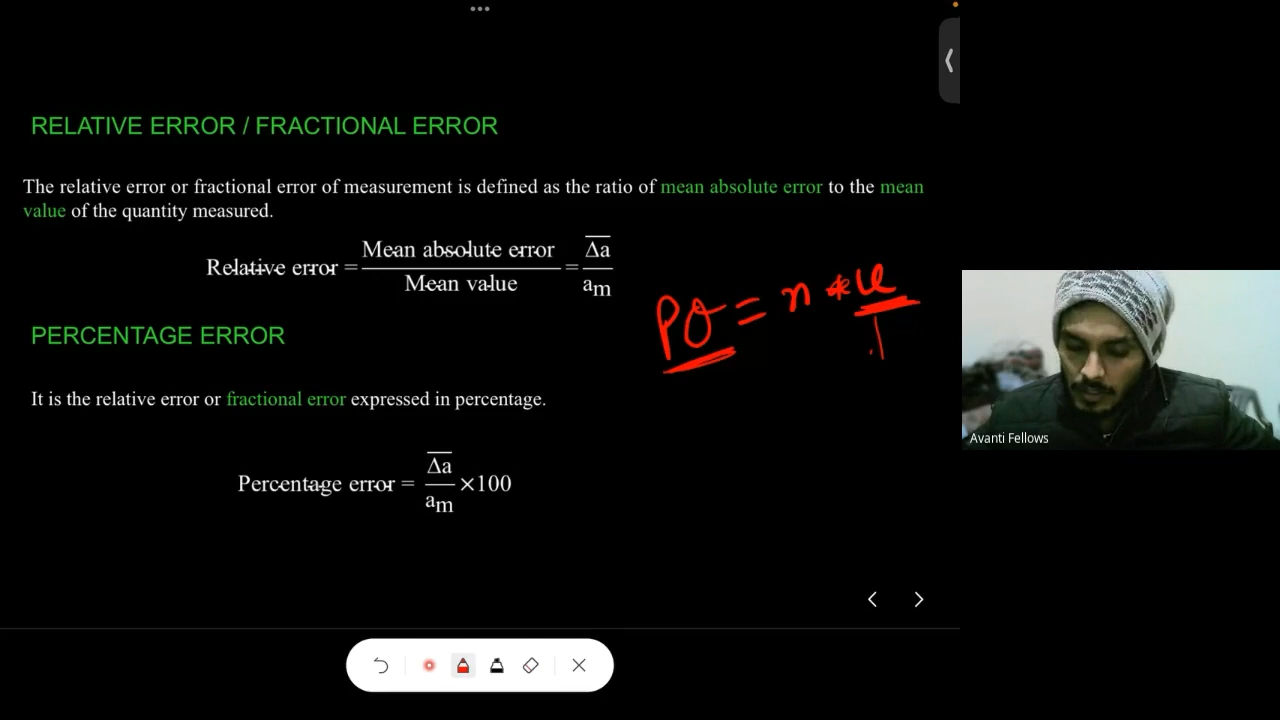 RELATIVE ERROR / FRACTIONAL ERROR
The relative error or fractional error of measurement is defined as the ratio of mean absolute error to the mean
value of the quantity measured.
Relative error = Mean absolute error / Mean value = Δa̅ / am
PQ = n * u
PERCENTAGE ERROR
It is the relative error or fractional error expressed in percentage.
Percentage error = Δa̅ / am ×100
Avanti Fellows